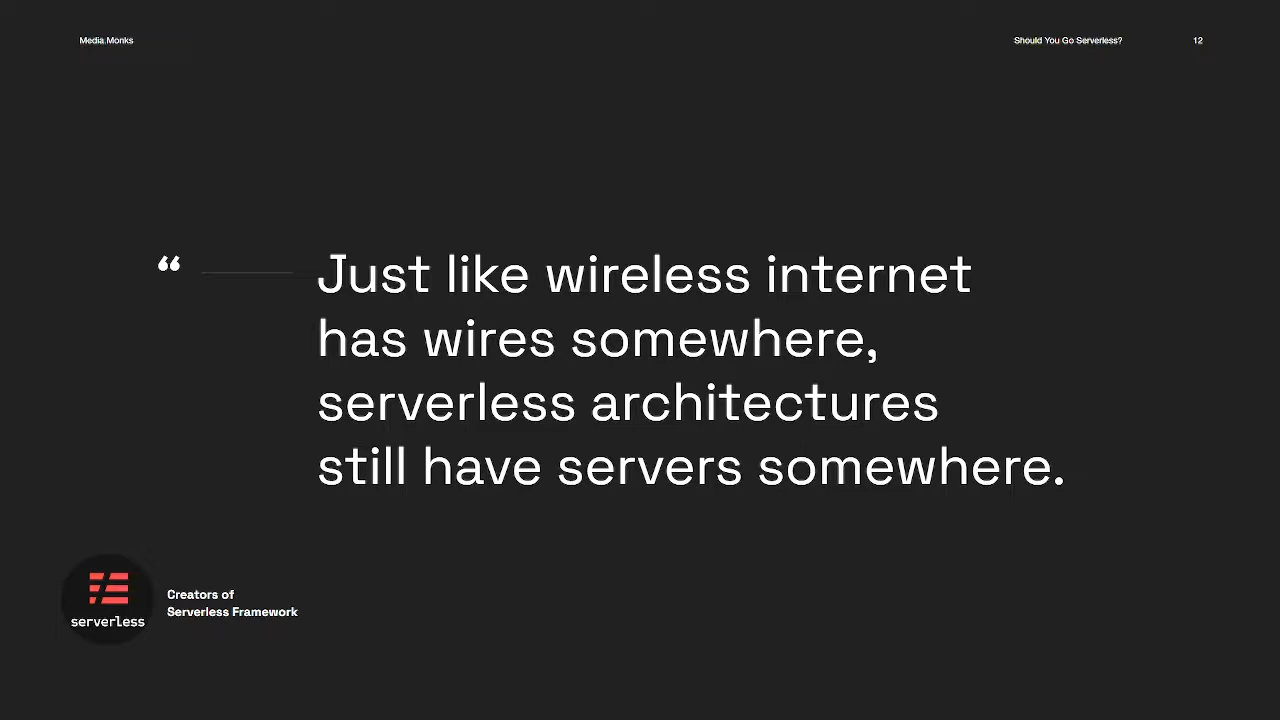 Media.Monks
Should You Go Serverless?
12
“
Just like wireless internet
has wires somewhere,
serverless architectures
still have servers somewhere.
serverless
Creators of
Serverless Framework